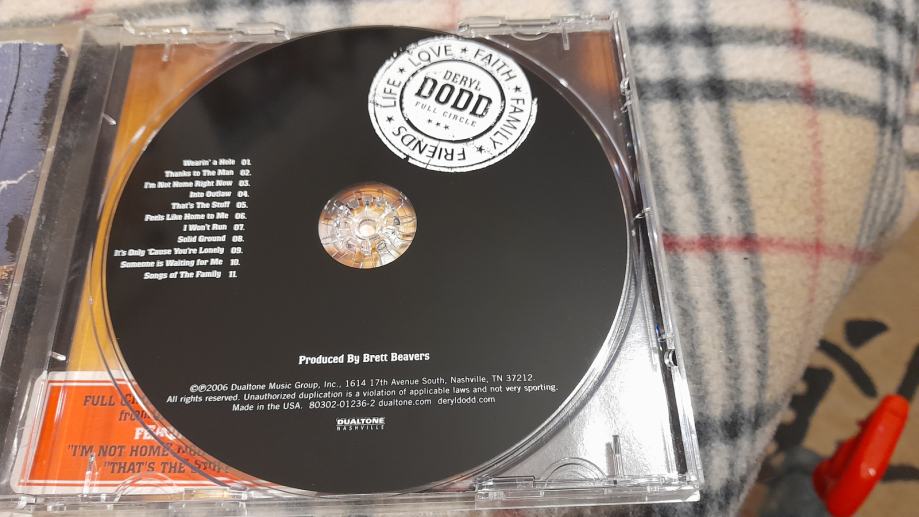 LIFE ★ LOVE ★ FAITH ★ FAMILY ★ FRIENDS ★
DERYL
DODD
FULL CIRCLE
★★★
Wearin' a Hole 01.
Thanks to The Man 02.
I'm Not Home Right Now 03.
Into Outlaw 04.
That's The Stuff 05.
Feels Like Home to Me 06.
I Won't Run 07.
Solid Ground 08.
It's Only 'Cause You're Lonely 09.
Someone is Waiting for Me 10.
Songs of The Family 11.
Produced By Brett Beavers
©℗2006 Dualtone Music Group, Inc., 1614 17th Avenue South, Nashville, TN 37212.
All rights reserved. Unauthorized duplication is a violation of applicable laws and not very sporting.
Made in the USA. 80302-01236-2 dualtone.com deryldodd.com
DUALTONE
NASHVILLE
FULL
from
"I'M NOT HOME
"THAT'S THE STUFF